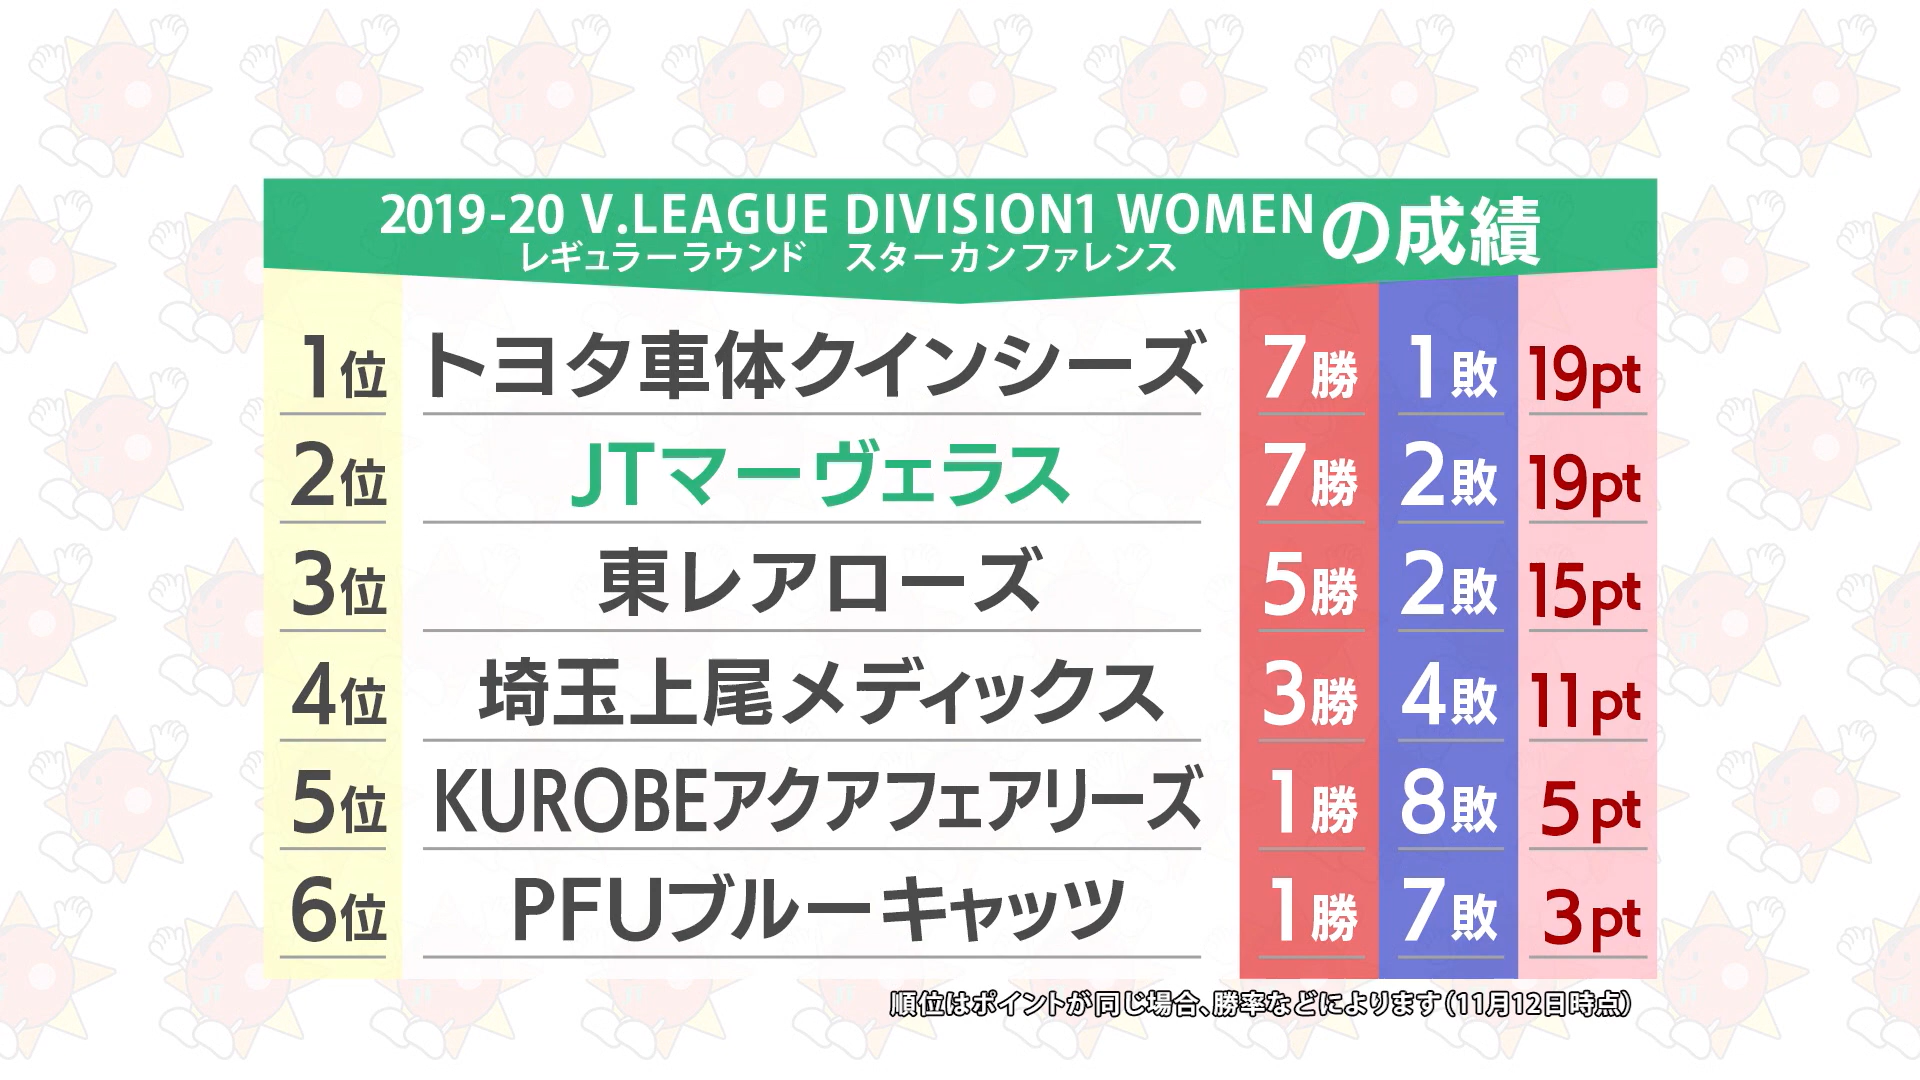 2019-20 V.LEAGUE DIVISION1 WOMENの成績
レギュラーラウンド　スターカンファレンス
1位 トヨタ車体クインシーズ 7勝 1敗 19pt
2位 JTマーヴェラス 7勝 2敗 19pt
3位 東レアローズ 5勝 2敗 15pt
4位 埼玉上尾メディックス 3勝 4敗 11pt
5位 KUROBEアクアフェアリーズ 1勝 8敗 5pt
6位 PFUブルーキャッツ 1勝 7敗 3pt
順位はポイントが同じ場合、勝率などによります（11月12日時点）